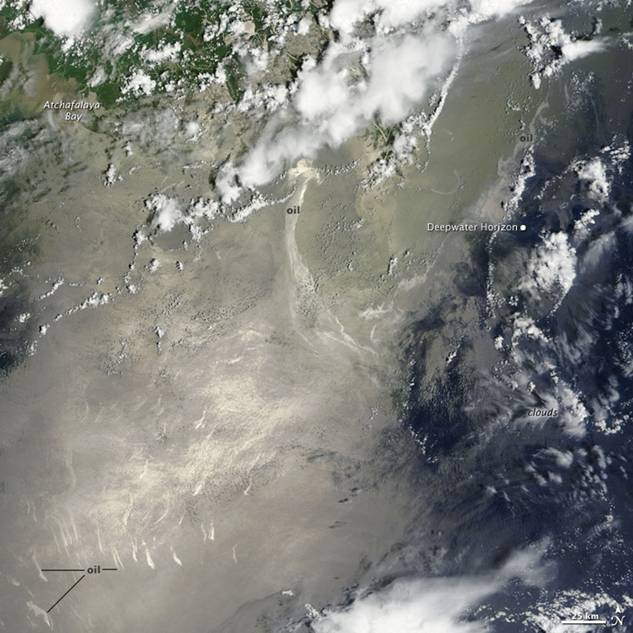 Atchafalaya
Bay
oil
oil
Deepwater Horizon
clouds
oil
25 km
N